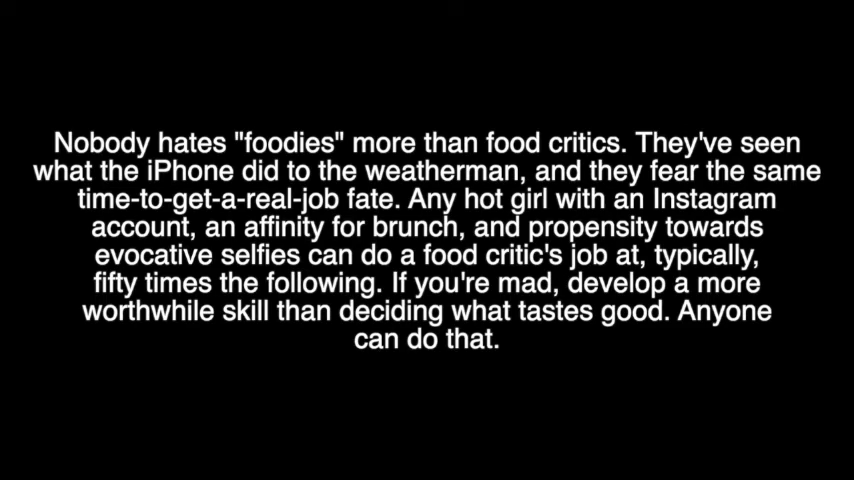 Nobody hates "foodies" more than food critics. They've seen
what the iPhone did to the weatherman, and they fear the same
time-to-get-a-real-job fate. Any hot girl with an Instagram
account, an affinity for brunch, and propensity towards
evocative selfies can do a food critic's job at, typically,
fifty times the following. If you're mad, develop a more
worthwhile skill than deciding what tastes good. Anyone
can do that.